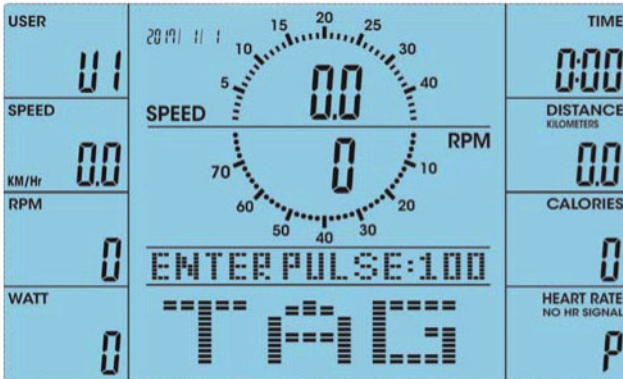 USER
U1
SPEED
0.0
KM/Hr
RPM
0
WATT
0
2017/ 1/ 1
5
10
15
20
25
30
40
SPEED
0.0
0
RPM
70
60
50
40
30
20
10
ENTER PULSE:100
TAG
TIME
0:00
DISTANCE
KILOMETERS
0.0
CALORIES
0
HEART RATE
NO HR SIGNAL
P